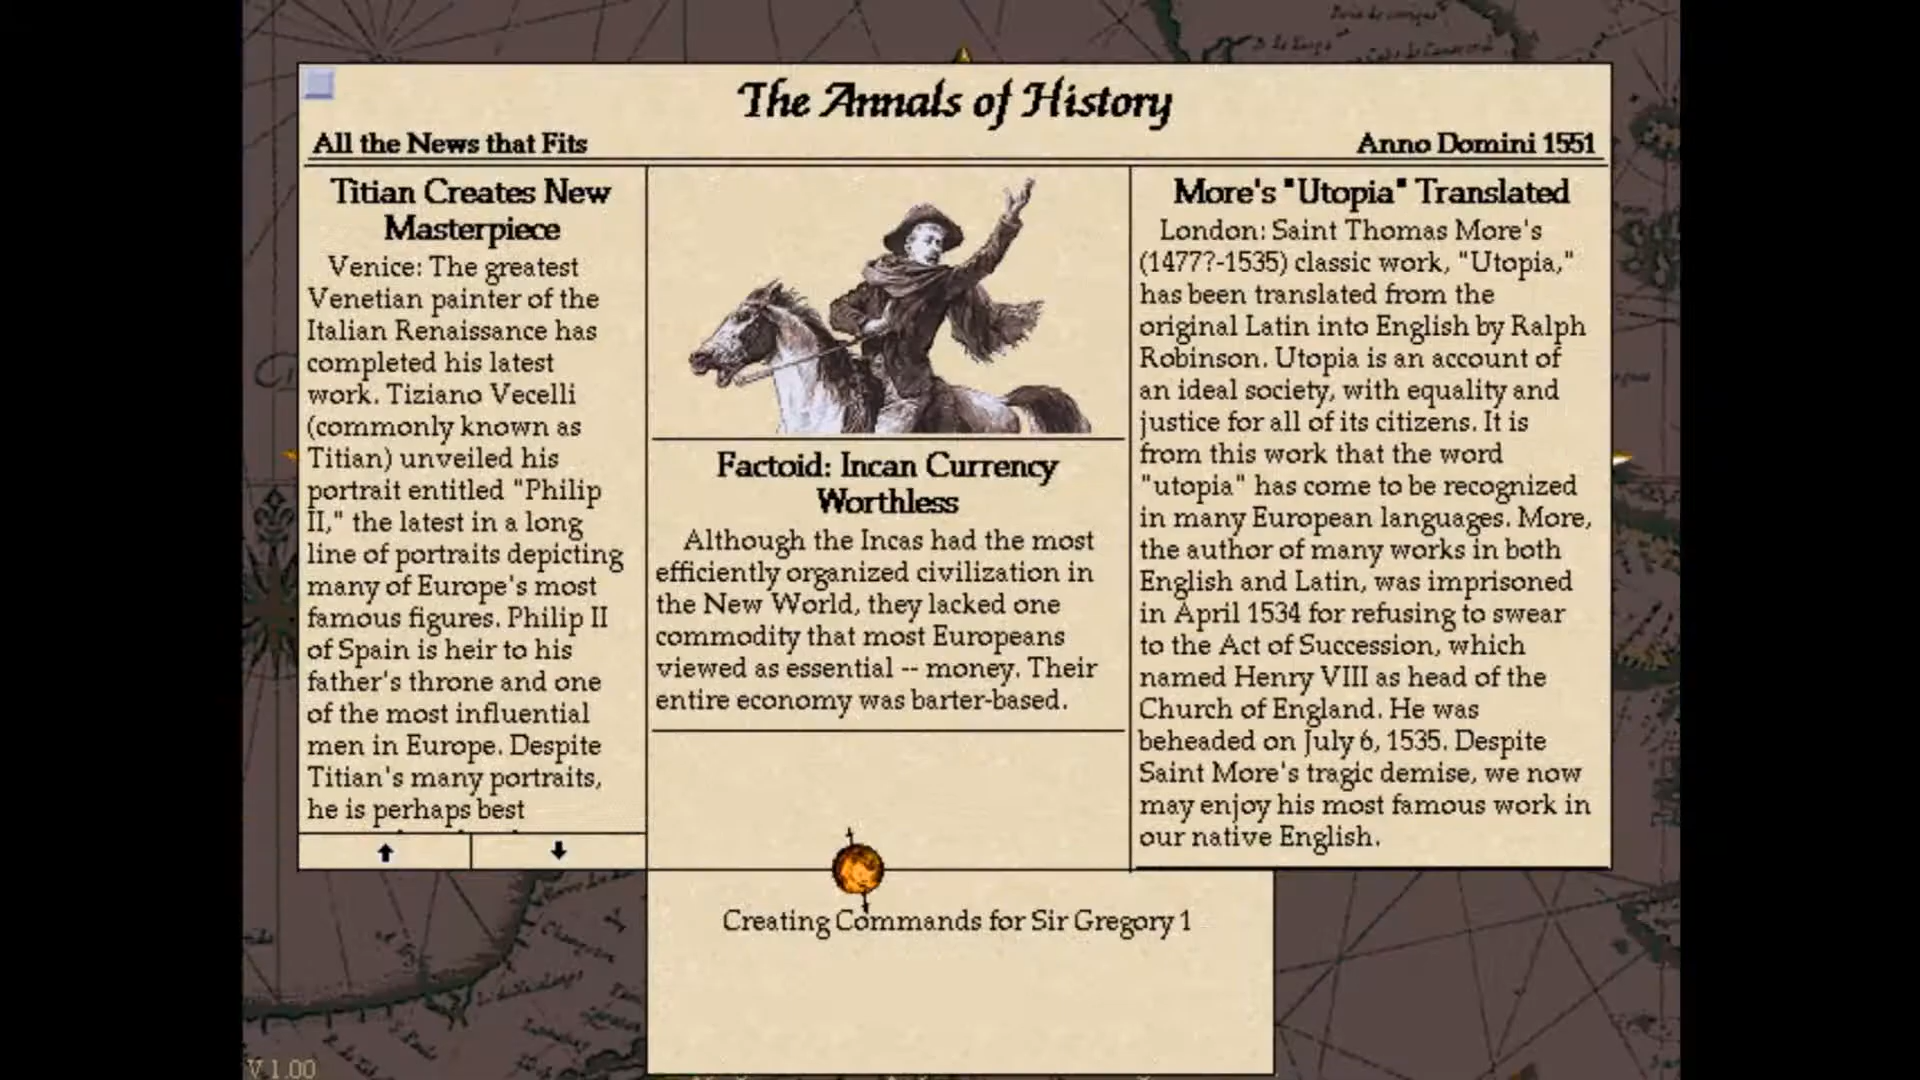 The Annals of History
All the News that Fits
Anno Domini 1551
Titian Creates New
Masterpiece
Venice: The greatest
Venetian painter of the
Italian Renaissance has
completed his latest
work. Tiziano Vecelli
(commonly known as
Titian) unveiled his
portrait entitled "Philip
II," the latest in a long
line of portraits depicting
many of Europe's most
famous figures. Philip II
of Spain is heir to his
father's throne and one
of the most influential
men in Europe. Despite
Titian's many portraits,
he is perhaps best
Factoid: Incan Currency
Worthless
Although the Incas had the most
efficiently organized civilization in
the New World, they lacked one
commodity that most Europeans
viewed as essential -- money. Their
entire economy was barter-based.
More's "Utopia" Translated
London: Saint Thomas More's
(1477?-1535) classic work, "Utopia,"
has been translated from the
original Latin into English by Ralph
Robinson. Utopia is an account of
an ideal society, with equality and
justice for all of its citizens. It is
from this work that the word
"utopia" has come to be recognized
in many European languages. More,
the author of many works in both
English and Latin, was imprisoned
in April 1534 for refusing to swear
to the Act of Succession, which
named Henry VIII as head of the
Church of England. He was
beheaded on July 6, 1535. Despite
Saint More's tragic demise, we now
may enjoy his most famous work in
our native English.
Creating Commands for Sir Gregory 1
V 1.00